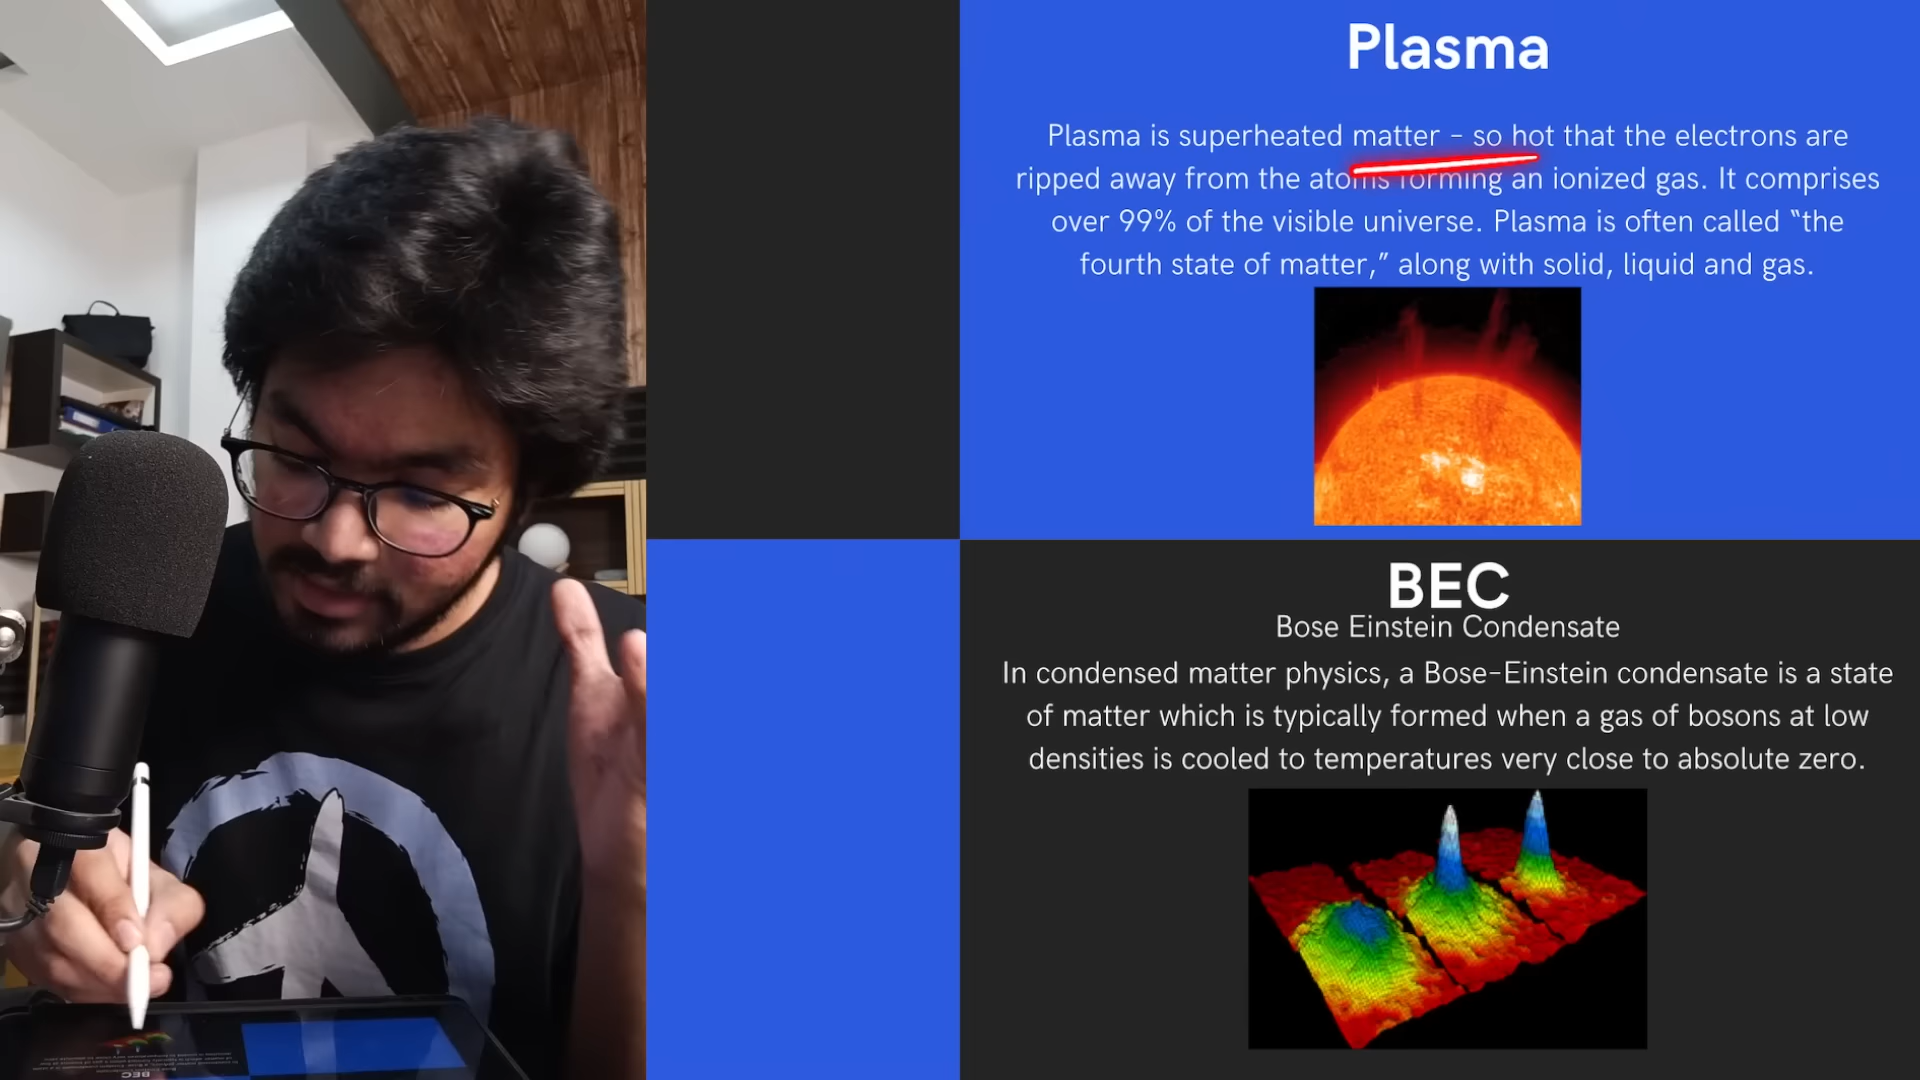 Plasma
Plasma is superheated matter – so hot that the electrons are
ripped away from the atoms forming an ionized gas. It comprises
over 99% of the visible universe. Plasma is often called “the
fourth state of matter,” along with solid, liquid and gas.
BEC
Bose Einstein Condensate
In condensed matter physics, a Bose–Einstein condensate is a state
of matter which is typically formed when a gas of bosons at low
densities is cooled to temperatures very close to absolute zero.
BEC